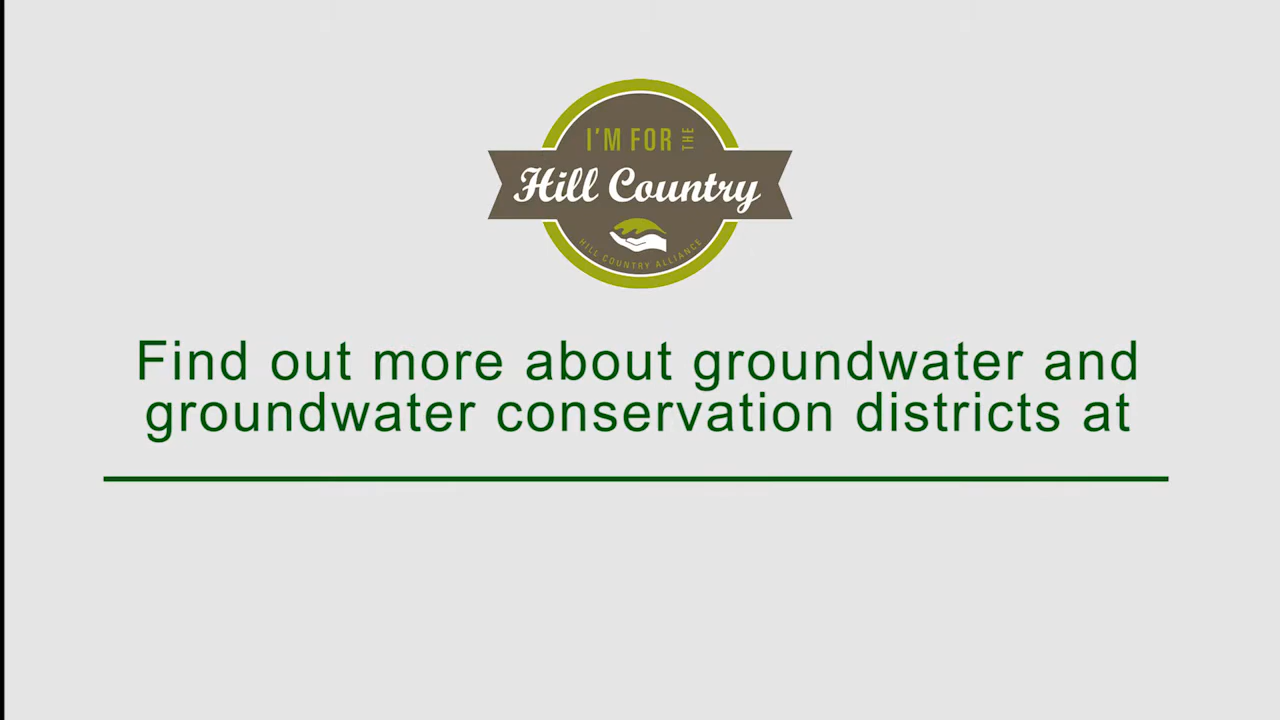 I'M FOR THE
Hill Country
HILL COUNTRY ALLIANCE
Find out more about groundwater and
groundwater conservation districts at